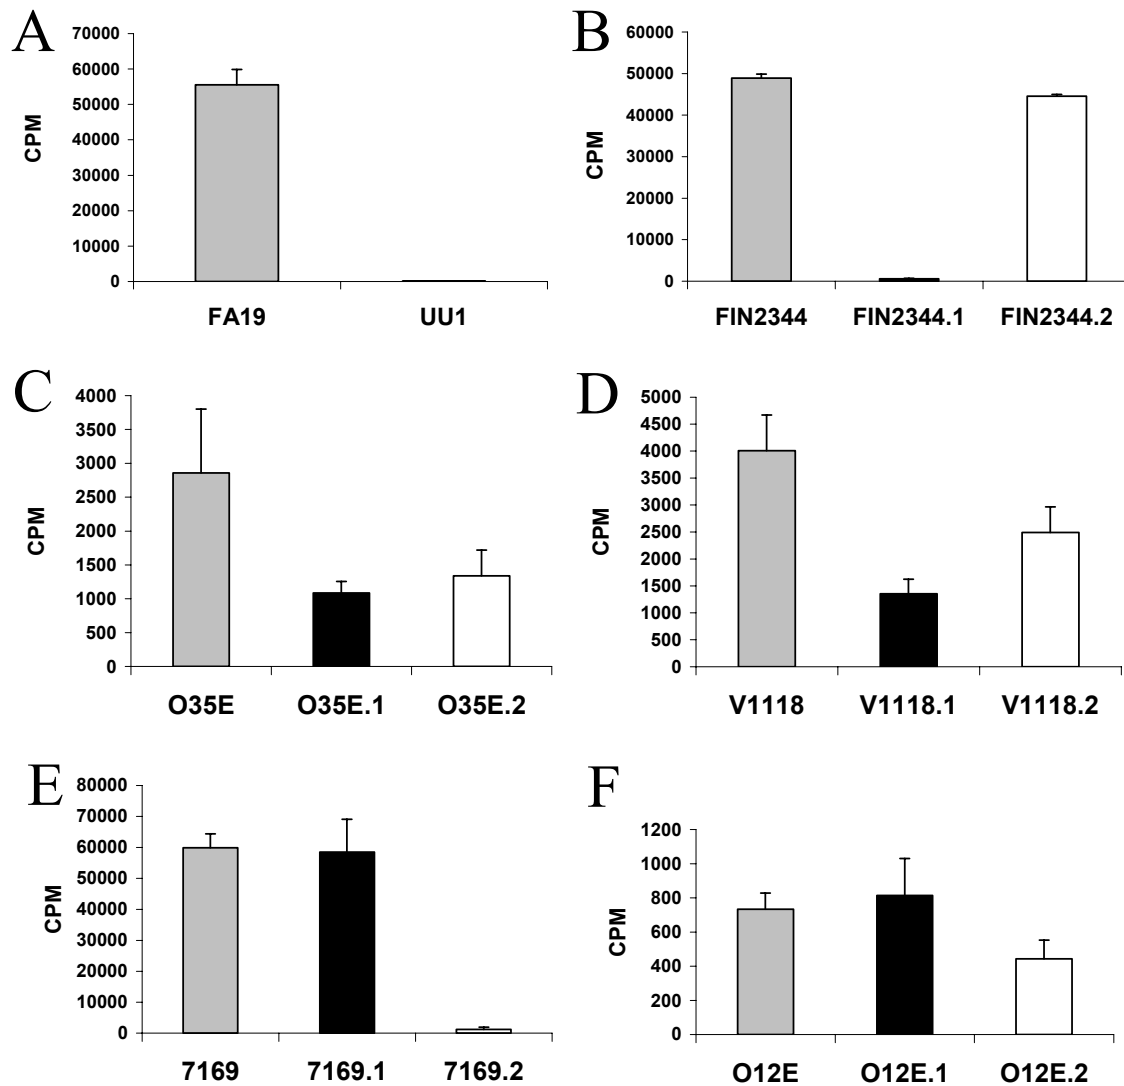 A
CPM
70000
60000
50000
40000
30000
20000
10000
0
FA19 UU1
B
CPM
60000
50000
40000
30000
20000
10000
0
FIN2344 FIN2344.1 FIN2344.2
C
CPM
4000
3500
3000
2500
2000
1500
1000
500
0
O35E O35E.1 O35E.2
D
CPM
5000
4500
4000
3500
3000
2500
2000
1500
1000
500
0
V1118 V1118.1 V1118.2
E
CPM
80000
70000
60000
50000
40000
30000
20000
10000
0
7169 7169.1 7169.2
F
CPM
1200
1000
800
600
400
200
0
O12E O12E.1 O12E.2